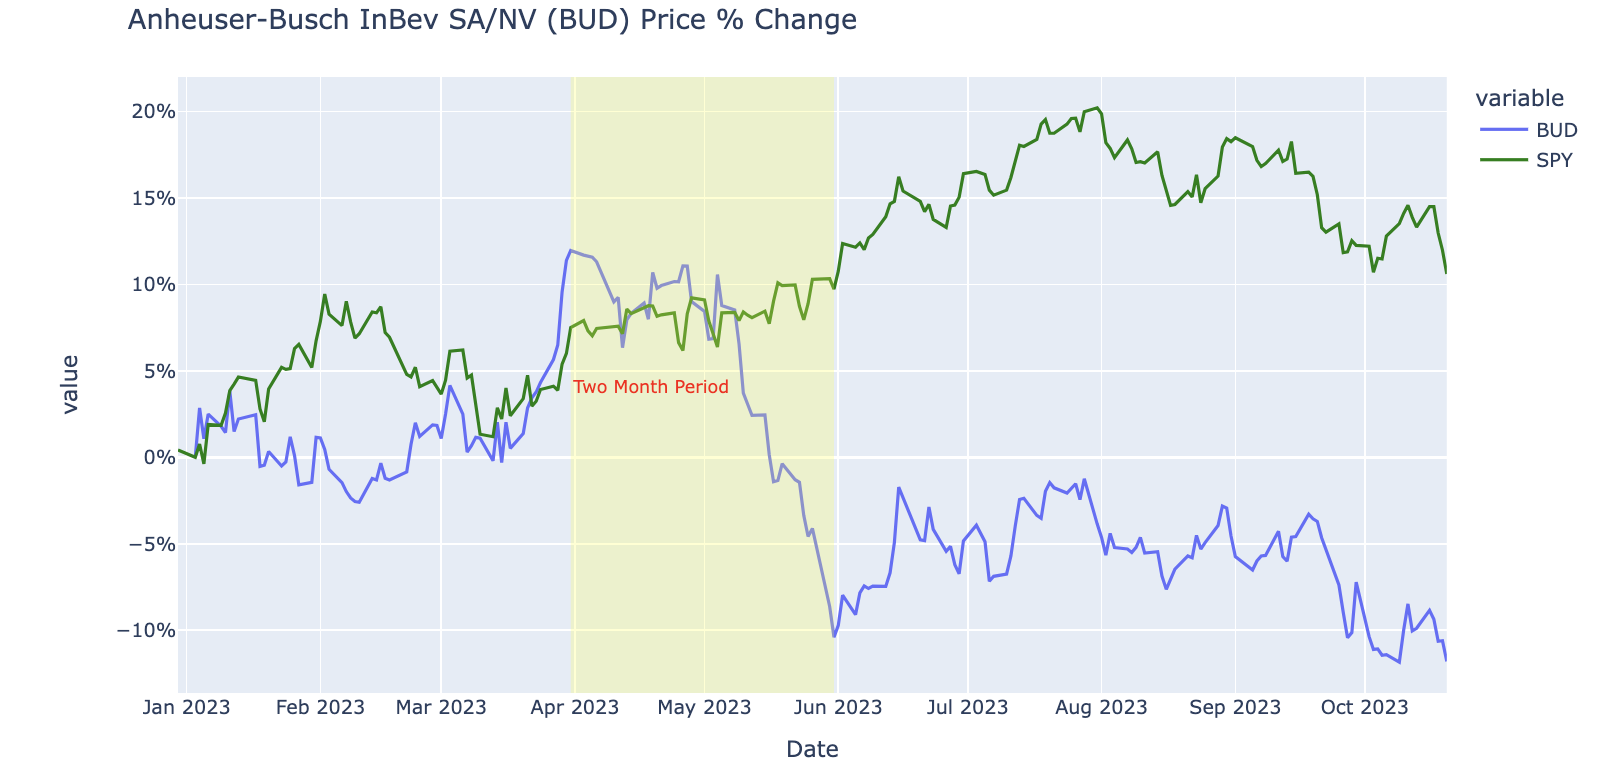 Anheuser-Busch InBev SA/NV (BUD) Price % Change
variable
BUD
SPY
20%
15%
10%
5%
0%
−5%
−10%
value
Two Month Period
Jan 2023
Feb 2023
Mar 2023
Apr 2023
May 2023
Jun 2023
Jul 2023
Aug 2023
Sep 2023
Oct 2023
Date